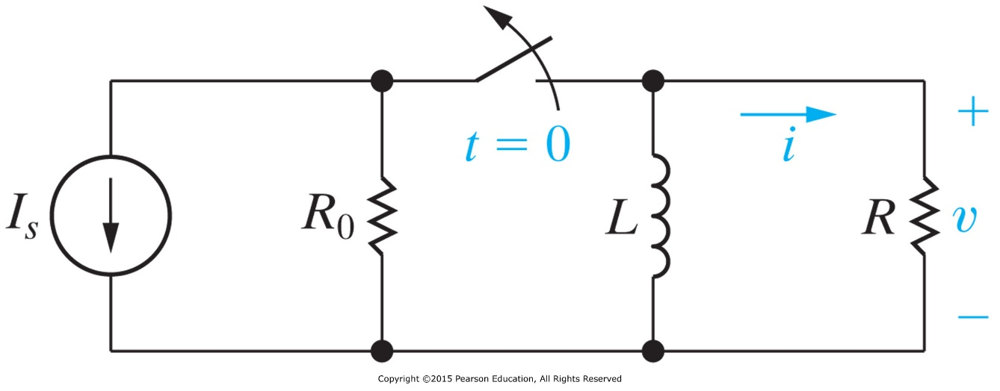 t = 0
+
i
I_s
R_0
L
R
v
−
Copyright ©2015 Pearson Education, All Rights Reserved